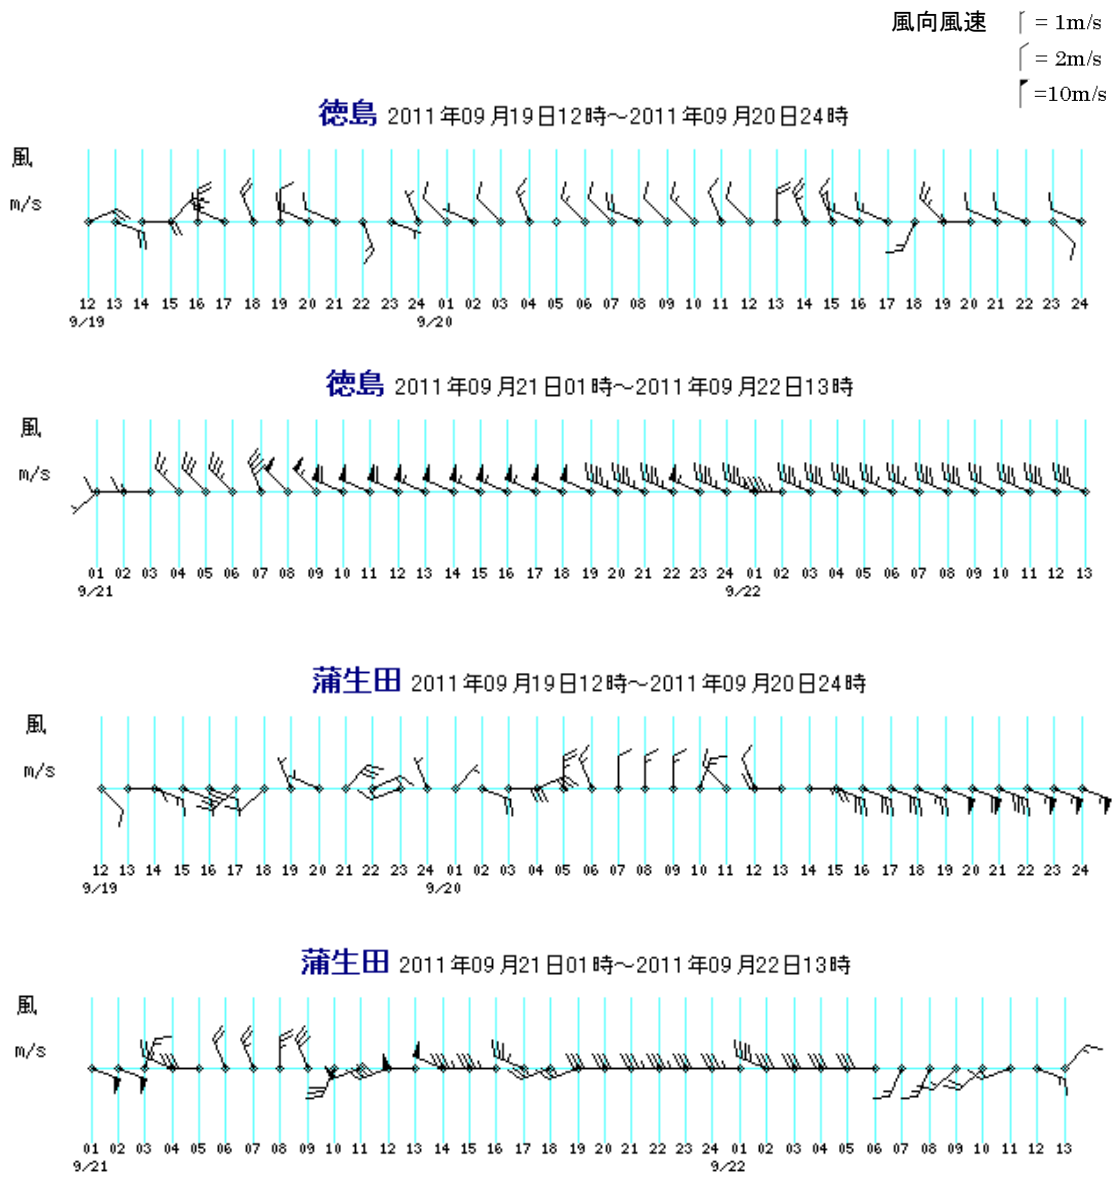 風向風速 = 1m/s
= 2m/s
=10m/s
徳島 2011年09月19日12時～2011年09月20日24時
風
m/s
12 13 14 15 16 17 18 19 20 21 22 23 24 01 02 03 04 05 06 07 08 09 10 11 12 13 14 15 16 17 18 19 20 21 22 23 24
9/19 9/20
徳島 2011年09月21日01時～2011年09月22日13時
風
m/s
01 02 03 04 05 06 07 08 09 10 11 12 13 14 15 16 17 18 19 20 21 22 23 24 01 02 03 04 05 06 07 08 09 10 11 12 13
9/21 9/22
蒲生田 2011年09月19日12時～2011年09月20日24時
風
m/s
12 13 14 15 16 17 18 19 20 21 22 23 24 01 02 03 04 05 06 07 08 09 10 11 12 13 14 15 16 17 18 19 20 21 22 23 24
9/19 9/20
蒲生田 2011年09月21日01時～2011年09月22日13時
風
m/s
01 02 03 04 05 06 07 08 09 10 11 12 13 14 15 16 17 18 19 20 21 22 23 24 01 02 03 04 05 06 07 08 09 10 11 12 13
9/21 9/22